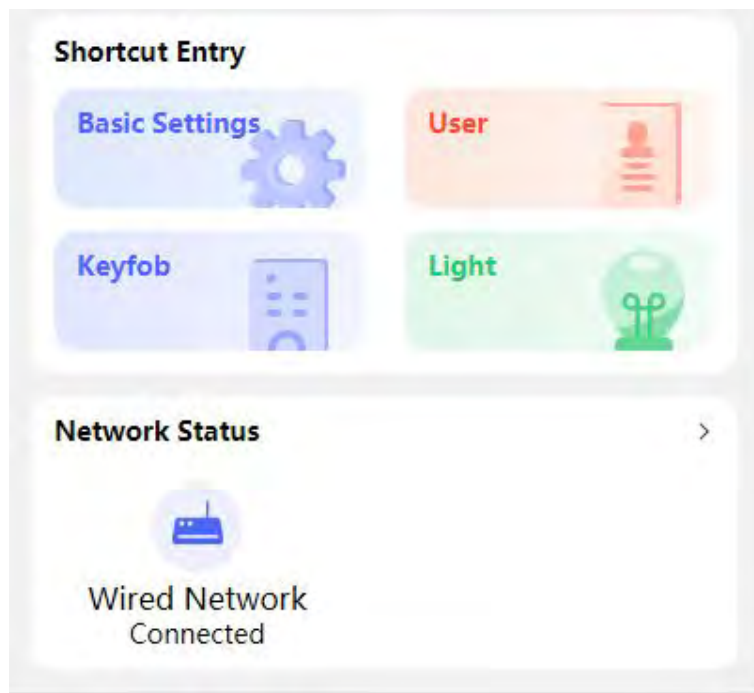 Shortcut Entry
Basic Settings
User
Keyfob
Light
Network Status
Wired Network
Connected